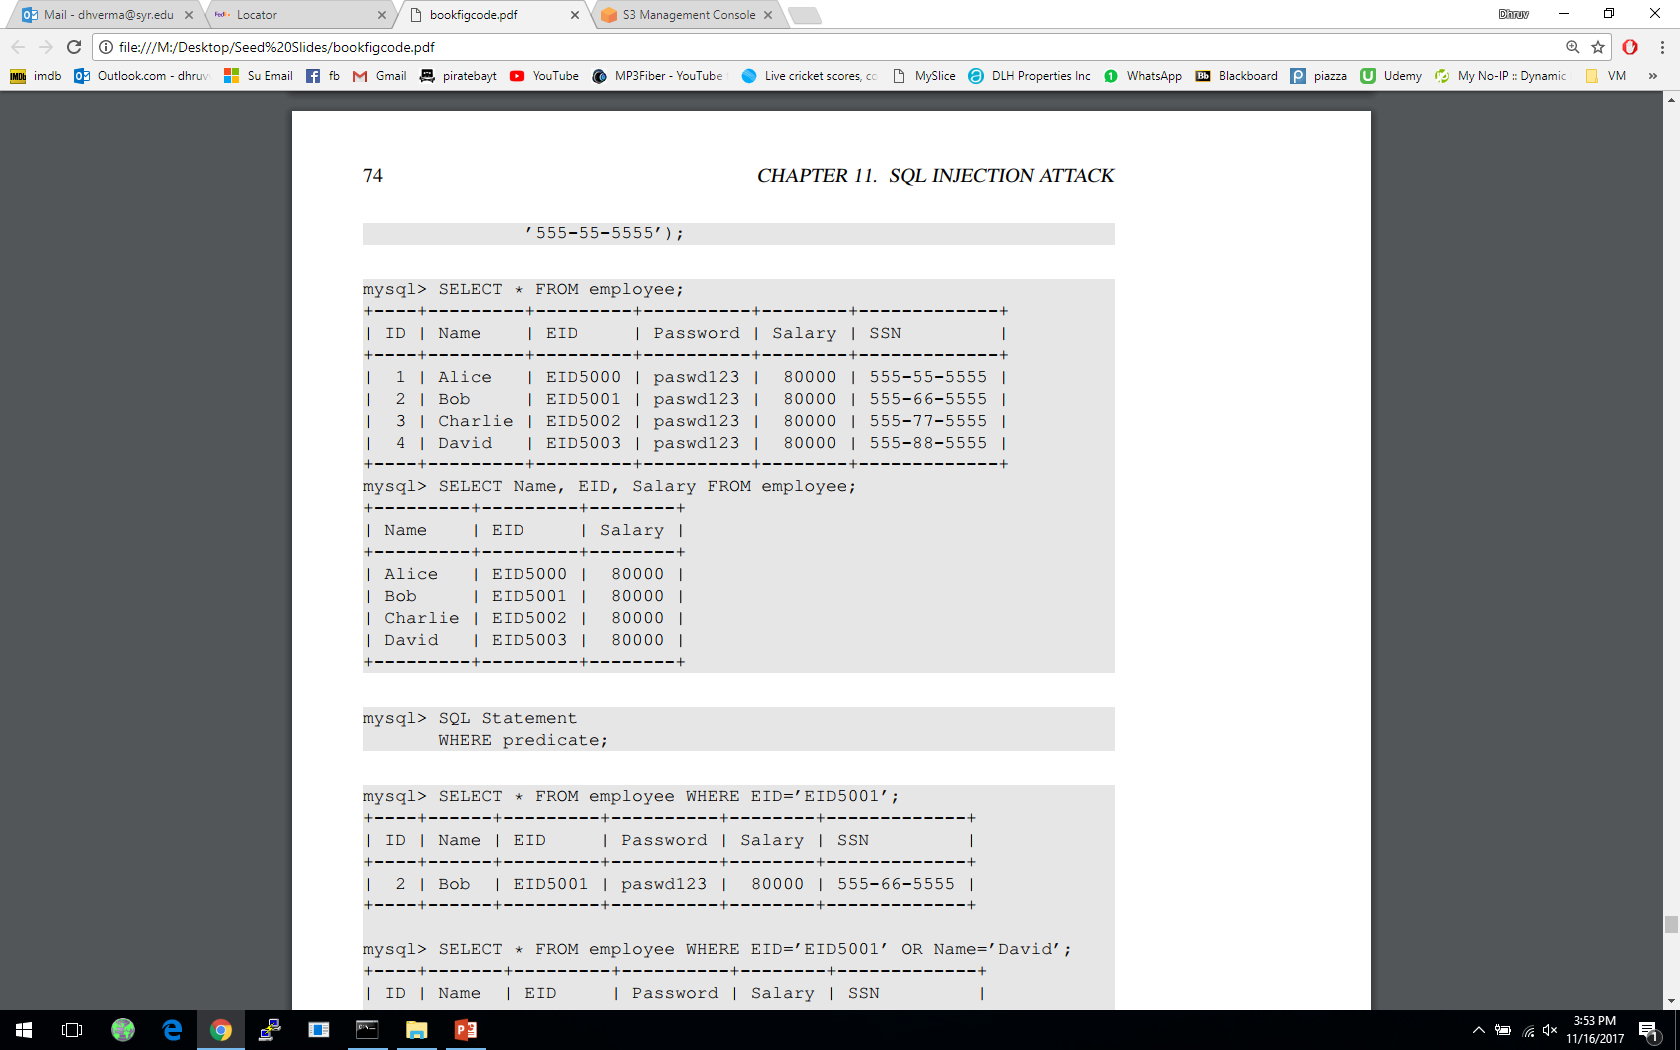 Mail - dhverma@syr.edu
FedEx Locator
bookfigcode.pdf
S3 Management Console
Dhruv
file:///M:/Desktop/Seed%20Slides/bookfigcode.pdf
IMDb imdb
Outlook.com - dhruv
Su Email
fb
Gmail
piratebayt
YouTube
MP3Fiber - YouTube
Live cricket scores, co
MySlice
DLH Properties Inc
1 WhatsApp
Bb Blackboard
piazza
Udemy
My No-IP :: Dynamic
VM
»
74 CHAPTER 11. SQL INJECTION ATTACK
’555-55-5555’);
mysql> SELECT * FROM employee;
+----+---------+---------+----------+--------+-------------+
| ID | Name    | EID     | Password | Salary | SSN         |
+----+---------+---------+----------+--------+-------------+
|  1 | Alice   | EID5000 | paswd123 |  80000 | 555-55-5555 |
|  2 | Bob     | EID5001 | paswd123 |  80000 | 555-66-5555 |
|  3 | Charlie | EID5002 | paswd123 |  80000 | 555-77-5555 |
|  4 | David   | EID5003 | paswd123 |  80000 | 555-88-5555 |
+----+---------+---------+----------+--------+-------------+
mysql> SELECT Name, EID, Salary FROM employee;
+---------+---------+--------+
| Name    | EID     | Salary |
+---------+---------+--------+
| Alice   | EID5000 |  80000 |
| Bob     | EID5001 |  80000 |
| Charlie | EID5002 |  80000 |
| David   | EID5003 |  80000 |
+---------+---------+--------+
mysql> SQL Statement
WHERE predicate;
mysql> SELECT * FROM employee WHERE EID=’EID5001’;
+----+------+---------+----------+--------+-------------+
| ID | Name | EID     | Password | Salary | SSN         |
+----+------+---------+----------+--------+-------------+
|  2 | Bob  | EID5001 | paswd123 |  80000 | 555-66-5555 |
+----+------+---------+----------+--------+-------------+
mysql> SELECT * FROM employee WHERE EID=’EID5001’ OR Name=’David’;
+----+-------+---------+----------+--------+-------------+
| ID | Name  | EID     | Password | Salary | SSN         |
3:53 PM
11/16/2017
1